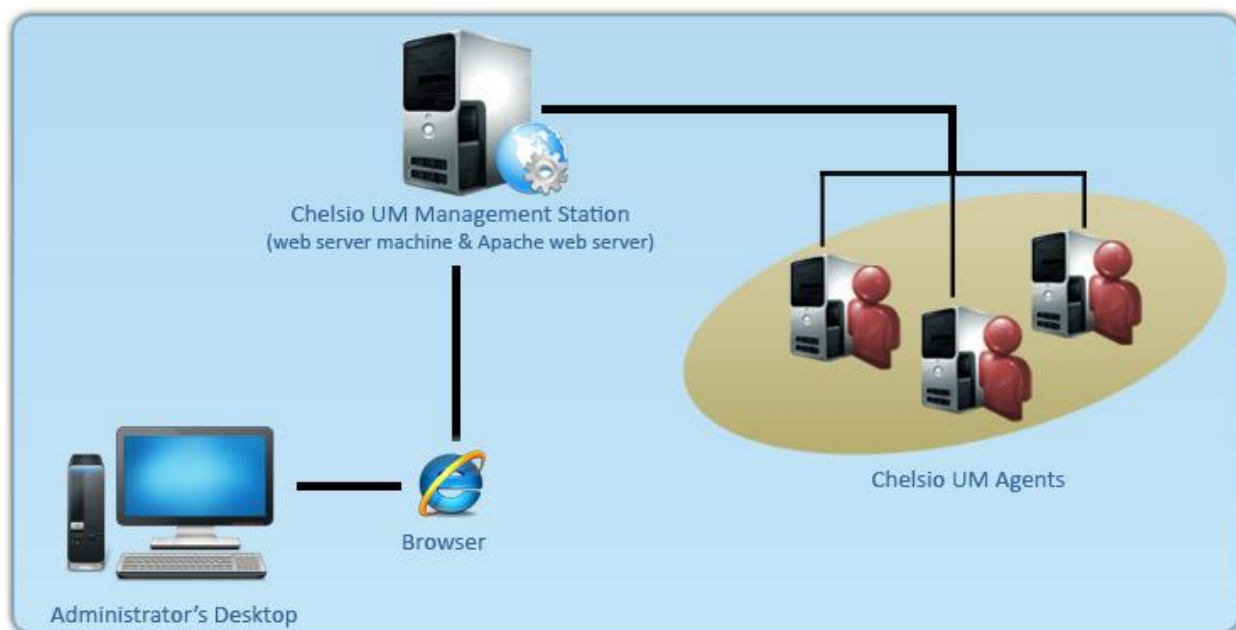 Chelsio UM Management Station
(web server machine & Apache web server)
Chelsio UM Agents
Browser
Administrator's Desktop